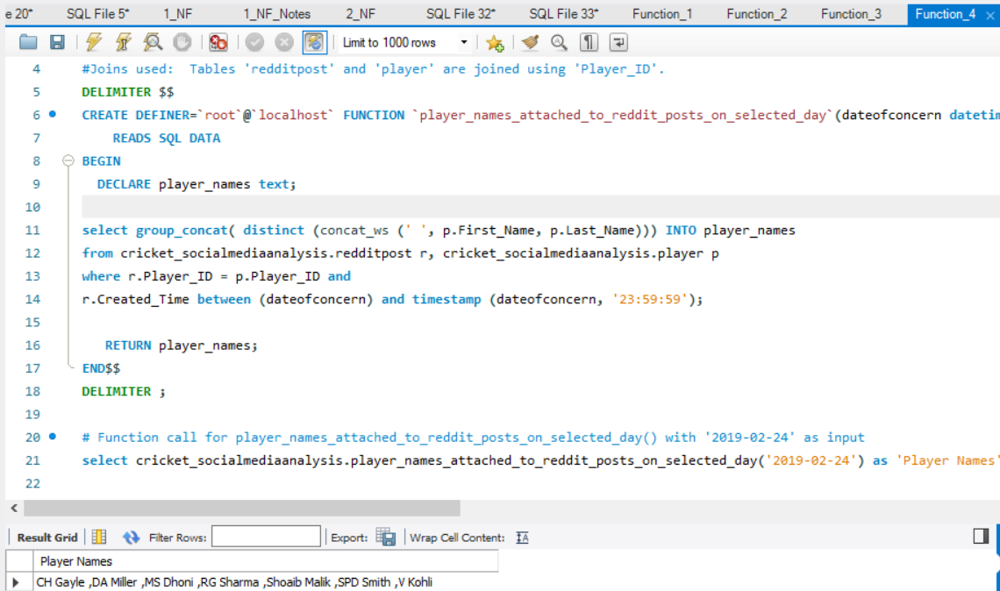 e 20* SQL File 5* 1_NF 1_NF_Notes 2_NF SQL File 32* SQL File 33* Function_1 Function_2 Function_3 Function_4 ×
Limit to 1000 rows
4 #Joins used:  Tables 'redditpost' and 'player' are joined using 'Player_ID'.
5 DELIMITER $$
6 CREATE DEFINER=`root`@`localhost` FUNCTION `player_names_attached_to_reddit_posts_on_selected_day`(dateofconcern datetim
7 READS SQL DATA
8 BEGIN
9 DECLARE player_names text;
10
11 select group_concat( distinct (concat_ws (' ', p.First_Name, p.Last_Name))) INTO player_names
12 from cricket_socialmediaanalysis.redditpost r, cricket_socialmediaanalysis.player p
13 where r.Player_ID = p.Player_ID and
14 r.Created_Time between (dateofconcern) and timestamp (dateofconcern, '23:59:59');
15
16 RETURN player_names;
17 END$$
18 DELIMITER ;
19
20 # Function call for player_names_attached_to_reddit_posts_on_selected_day() with '2019-02-24' as input
21 select cricket_socialmediaanalysis.player_names_attached_to_reddit_posts_on_selected_day('2019-02-24') as 'Player Names'
22
Result Grid Filter Rows: Export: Wrap Cell Content:
Player Names
CH Gayle ,DA Miller ,MS Dhoni ,RG Sharma ,Shoaib Malik ,SPD Smith ,V Kohli